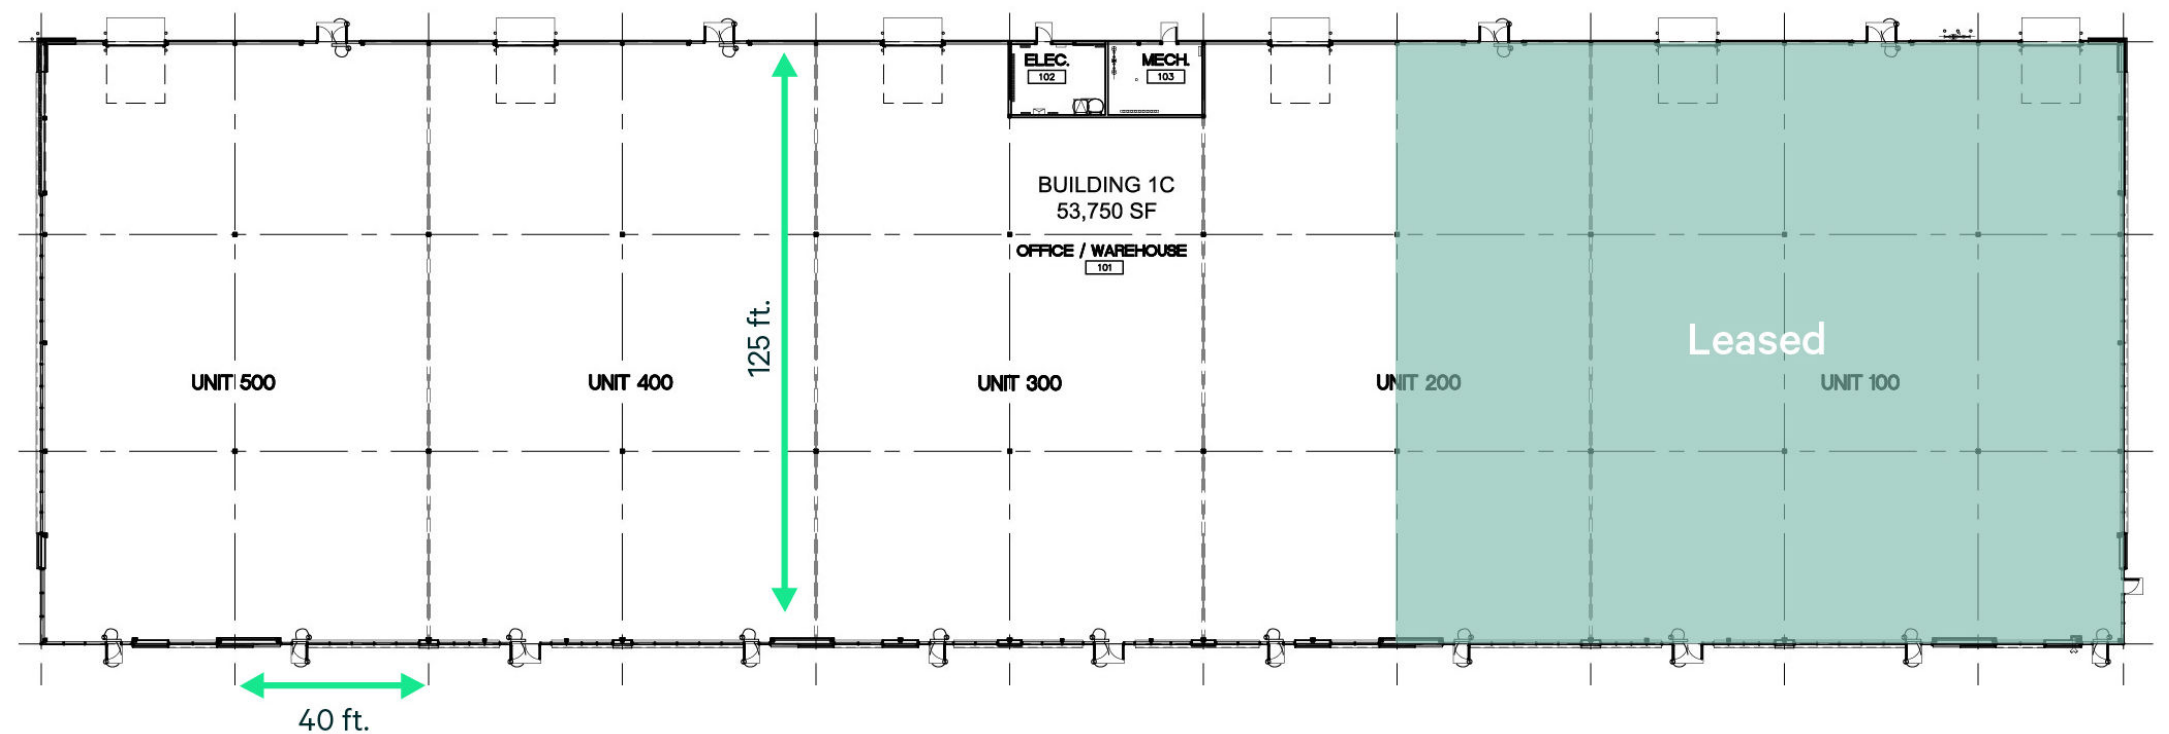 ELEC.
102
MECH.
103
BUILDING 1C
53,750 SF
OFFICE / WAREHOUSE
101
125 ft.
Leased
UNIT 500
UNIT 400
UNIT 300
UNIT 200
UNIT 100
40 ft.